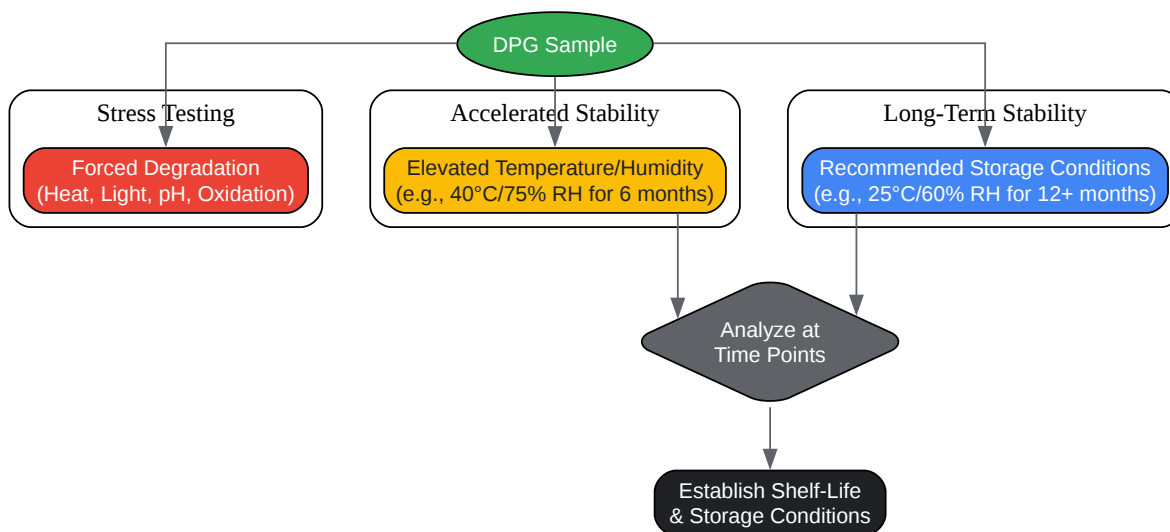 DPG Sample
Stress Testing
Forced Degradation
(Heat, Light, pH, Oxidation)
Accelerated Stability
Elevated Temperature/Humidity
(e.g., 40°C/75% RH for 6 months)
Long-Term Stability
Recommended Storage Conditions
(e.g., 25°C/60% RH for 12+ months)
Analyze at
Time Points
Establish Shelf-Life
& Storage Conditions